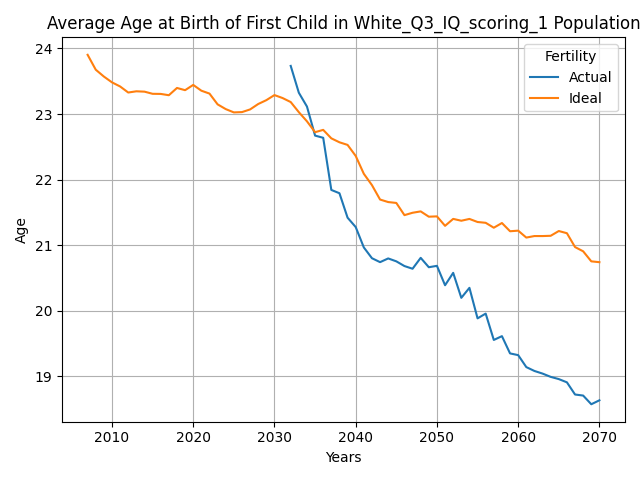 Average Age at Birth of First Child in White_Q3_IQ_scoring_1 Population
Fertility
Actual
Ideal
24
23
22
21
20
19
Age
2010 2020 2030 2040 2050 2060 2070
Years